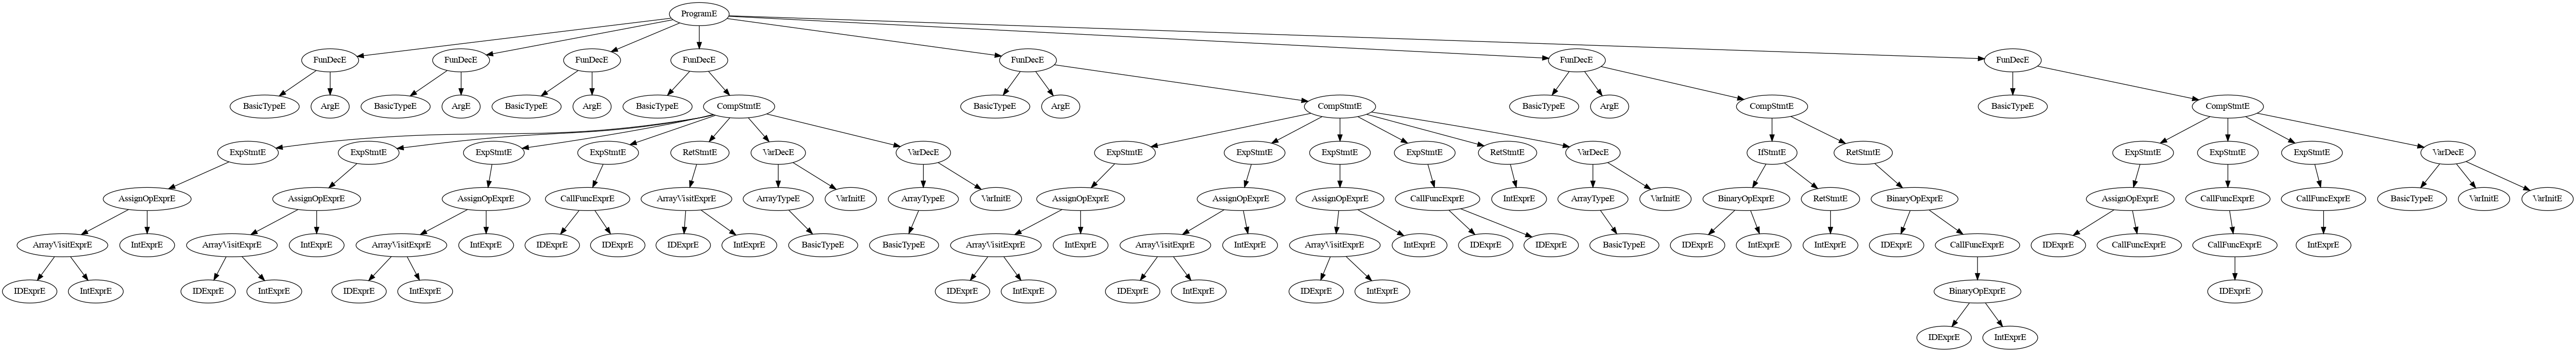 ProgramE
FunDecE FunDecE FunDecE FunDecE FunDecE FunDecE FunDecE
BasicTypeE ArgE BasicTypeE ArgE BasicTypeE ArgE BasicTypeE CompStmtE BasicTypeE ArgE CompStmtE BasicTypeE ArgE CompStmtE BasicTypeE CompStmtE
ExpStmtE ExpStmtE ExpStmtE ExpStmtE RetStmtE VarDecE VarDecE ExpStmtE ExpStmtE ExpStmtE ExpStmtE RetStmtE VarDecE IfStmtE RetStmtE ExpStmtE ExpStmtE ExpStmtE VarDecE
AssignOpExprE AssignOpExprE AssignOpExprE CallFuncExprE ArrayVisitExprE ArrayTypeE VarInitE ArrayTypeE VarInitE AssignOpExprE AssignOpExprE AssignOpExprE CallFuncExprE IntExprE ArrayTypeE VarInitE BinaryOpExprE RetStmtE BinaryOpExprE AssignOpExprE CallFuncExprE CallFuncExprE BasicTypeE VarInitE VarInitE
ArrayVisitExprE IntExprE ArrayVisitExprE IntExprE ArrayVisitExprE IntExprE IDExprE IDExprE IDExprE IntExprE BasicTypeE BasicTypeE ArrayVisitExprE IntExprE ArrayVisitExprE IntExprE ArrayVisitExprE IntExprE IDExprE IDExprE BasicTypeE IDExprE IntExprE IntExprE IDExprE CallFuncExprE IDExprE CallFuncExprE CallFuncExprE IntExprE
IDExprE IntExprE IDExprE IntExprE IDExprE IntExprE IDExprE IntExprE IDExprE IntExprE IDExprE IntExprE BinaryOpExprE IDExprE
IDExprE IntExprE